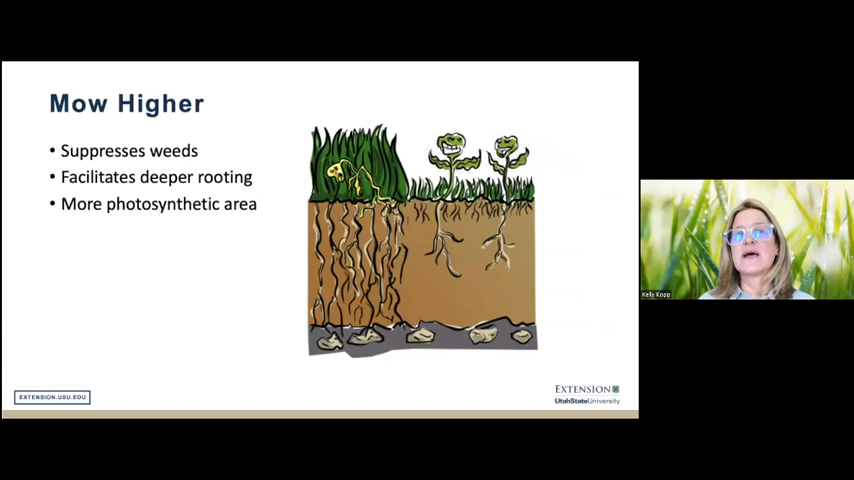 Mow Higher
• Suppresses weeds
• Facilitates deeper rooting
• More photosynthetic area
Kelly Kopp
EXTENSION.USU.EDU
EXTENSION
UtahStateUniversity